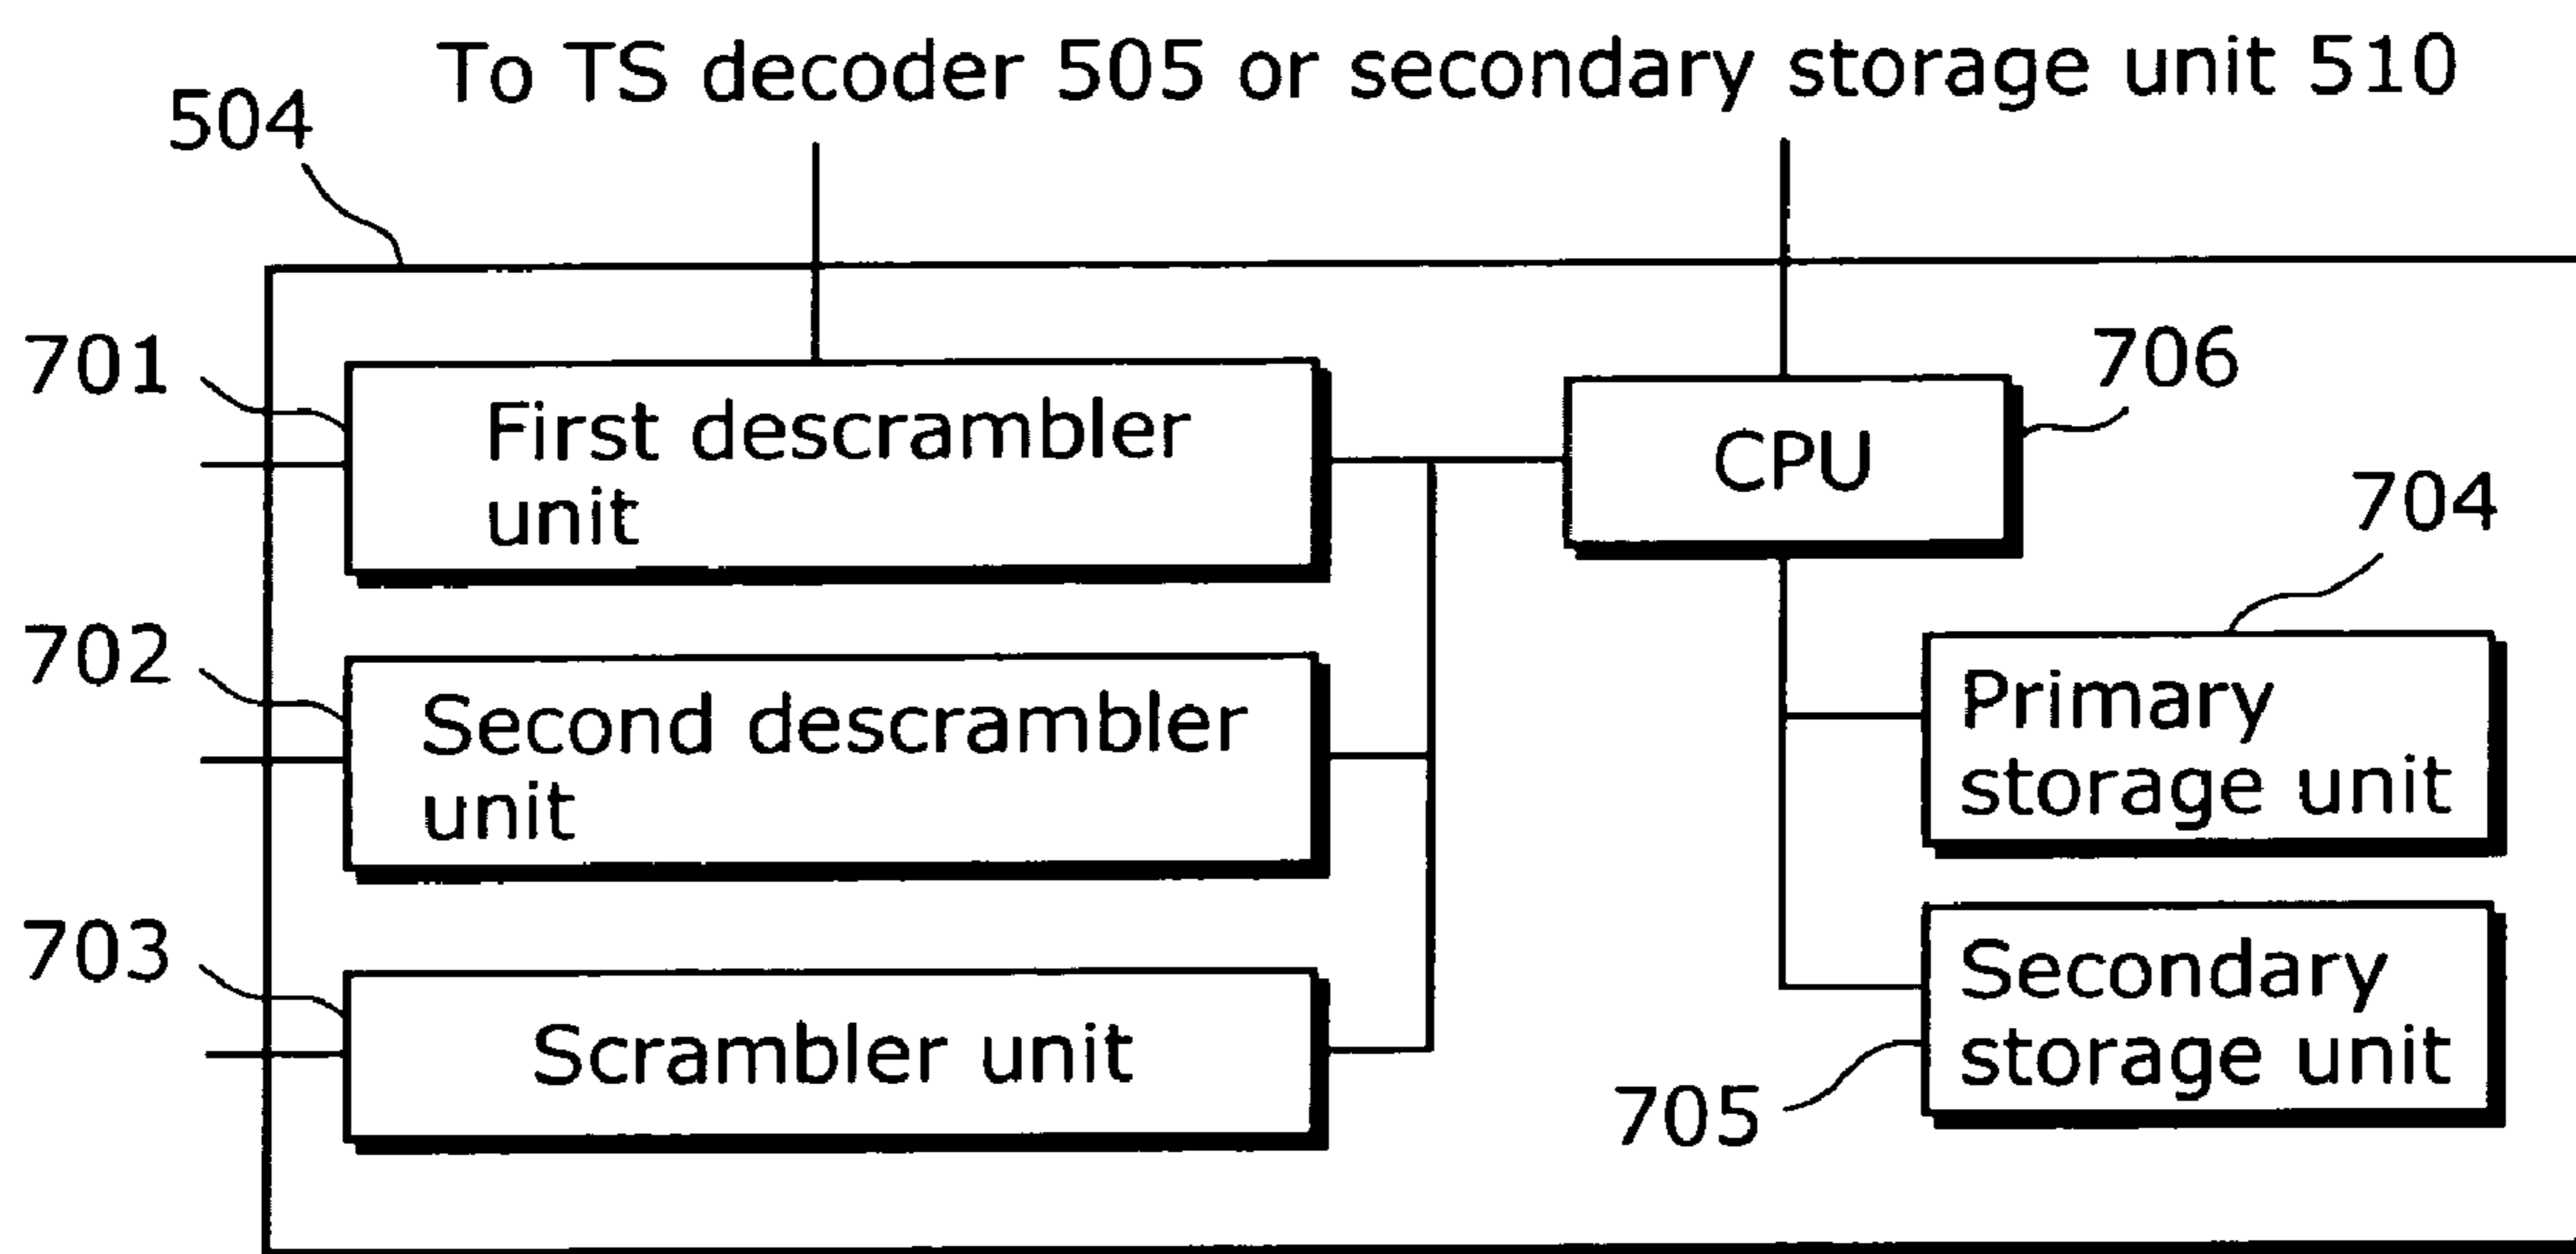 To TS decoder 505 or secondary storage unit 510
504
701
First descrambler
unit
CPU
706
704
702
Second descrambler
unit
Primary
storage unit
703
Scrambler unit
Secondary
storage unit
705